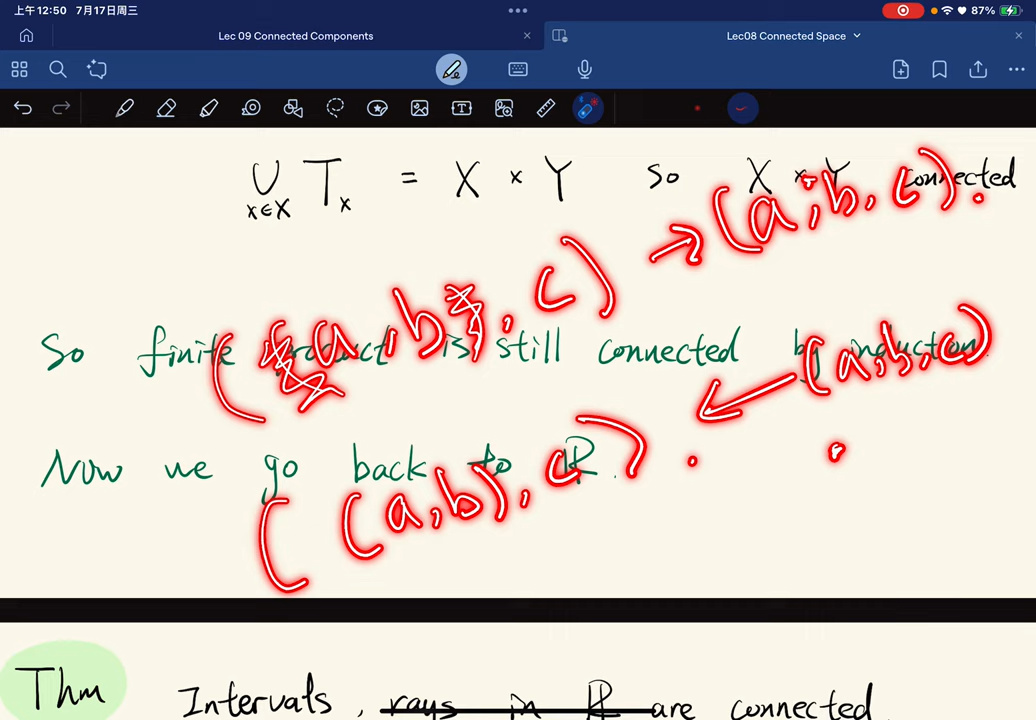 上午12:50 7月17日周三
87%
Lec 09 Connected Components
Lec08 Connected Space
∪ T_x = X × Y so X × Y connected
x∈X
→ (a, b, c).
(a, b, c)
So finite product is still connected by induction.
(a, b, c)
Now we go back to ℝ.
((a, b), c)
Thm Intervals, rays in ℝ are connected.